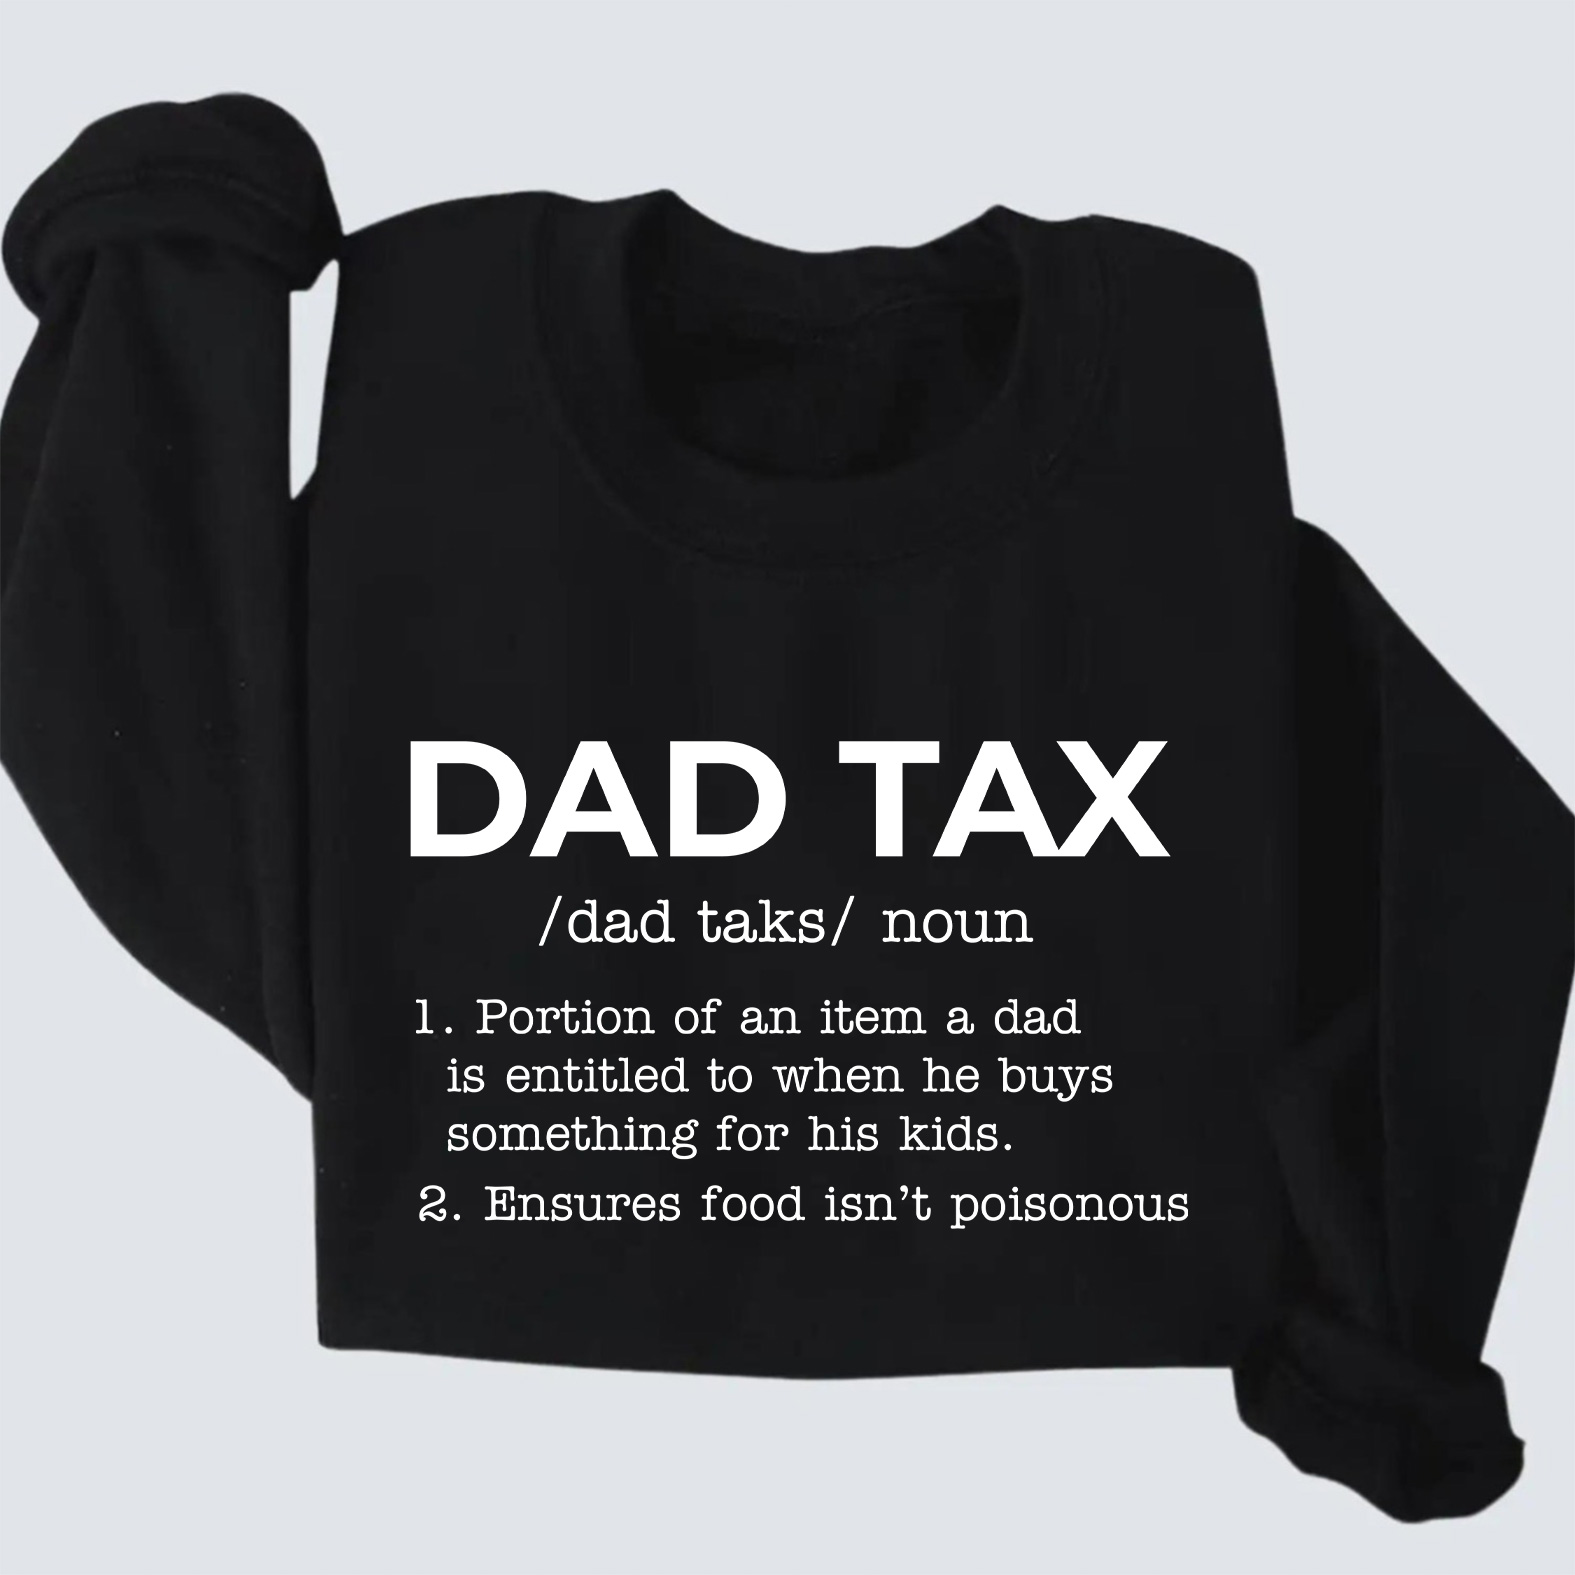 DAD TAX
/dad taks/ noun
1. Portion of an item a dad
is entitled to when he buys
something for his kids.
2. Ensures food isn’t poisonous